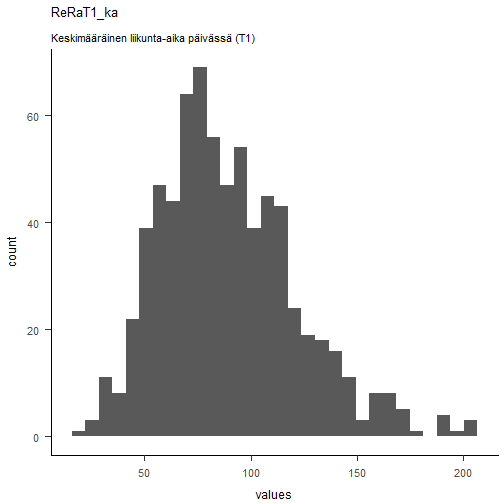 ReRaT1_ka
Keskimääräinen liikunta-aika päivässä (T1)
60
40
20
0
count
50
100
150
200
values